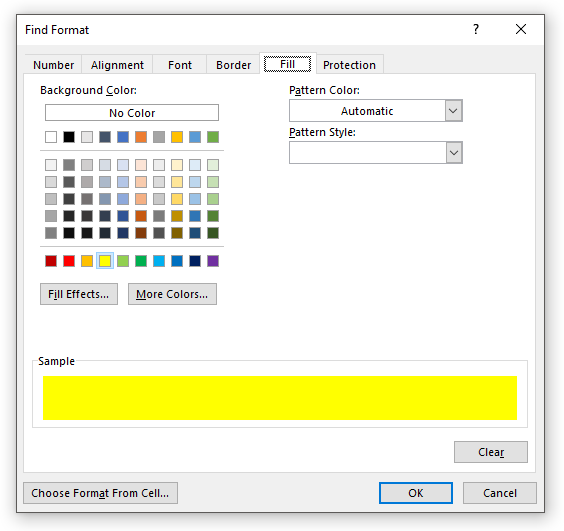 Find Format
?
Number Alignment Font Border Fill Protection
Background Color:
No Color
Pattern Color:
Automatic
Pattern Style:
Fill Effects...
More Colors...
Sample
Clear
Choose Format From Cell...
OK
Cancel